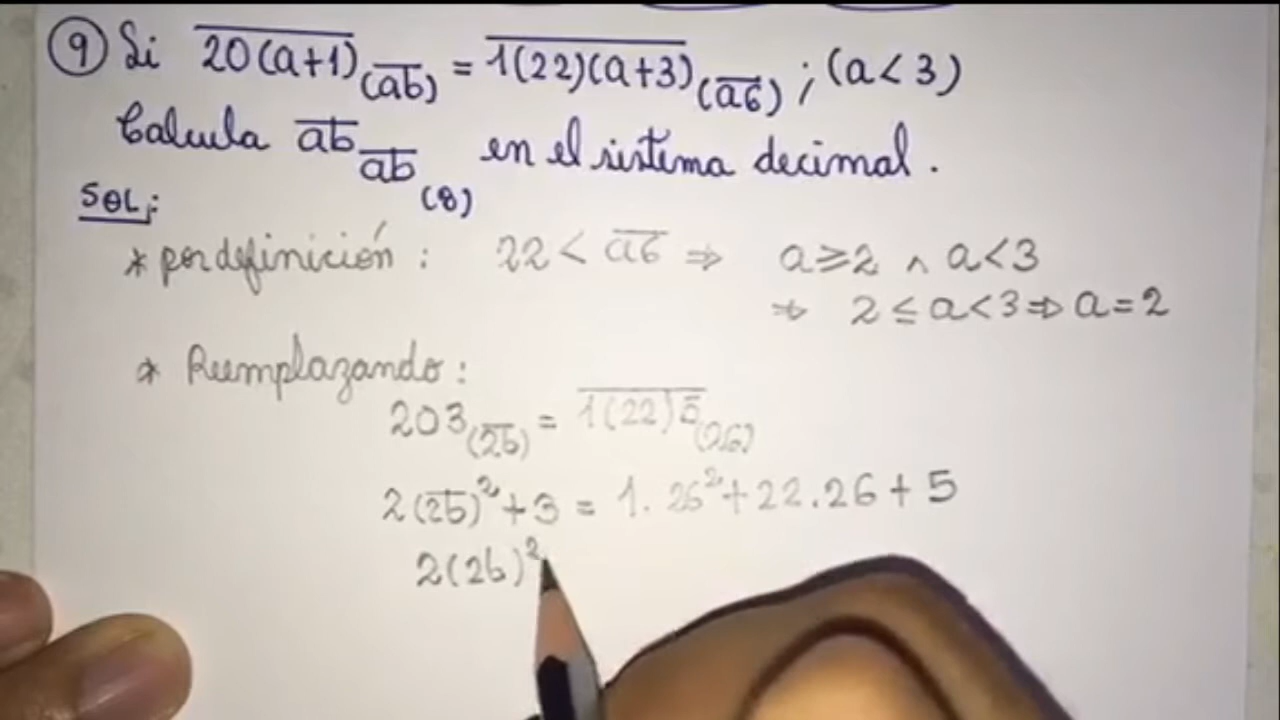 9 Si 20(a+1)(ab) = 1(22)(a+3)(a6) ; (a<3)
Calcula ab ab (8) en el sistema decimal.
SOL:
* por definición : 22 < a6 ⇒ a≥2 ∧ a<3
⇒ 2 ≤ a<3 ⇒ a=2
* Reemplazando :
203(2b) = 1(22)5(26)
2(2b)² + 3 = 1. 26² + 22.26 + 5
2(2b)²